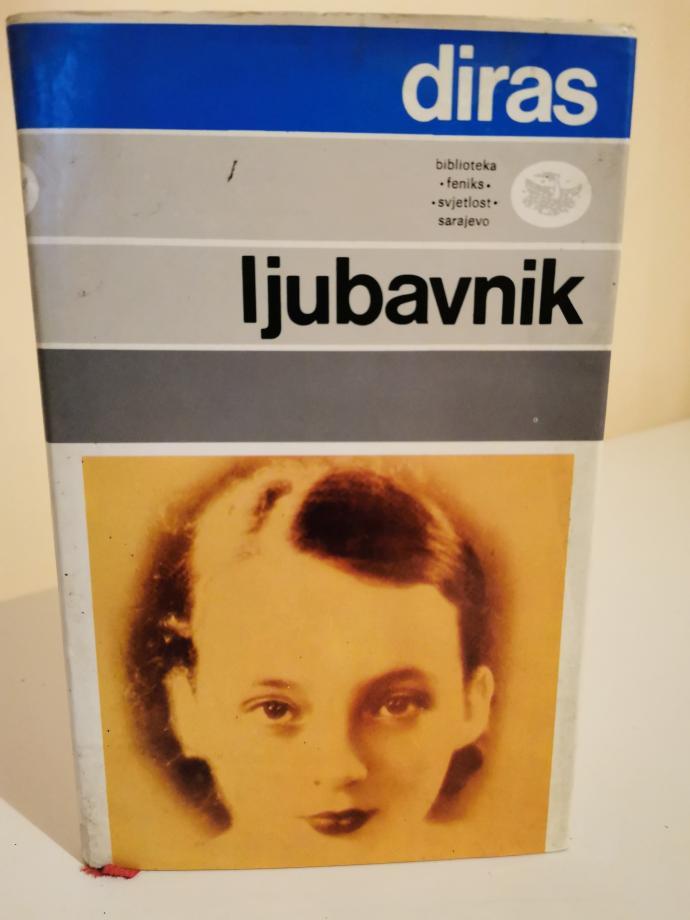 diras
biblioteka
•feniks•
•svjetlost•
sarajevo
ljubavnik